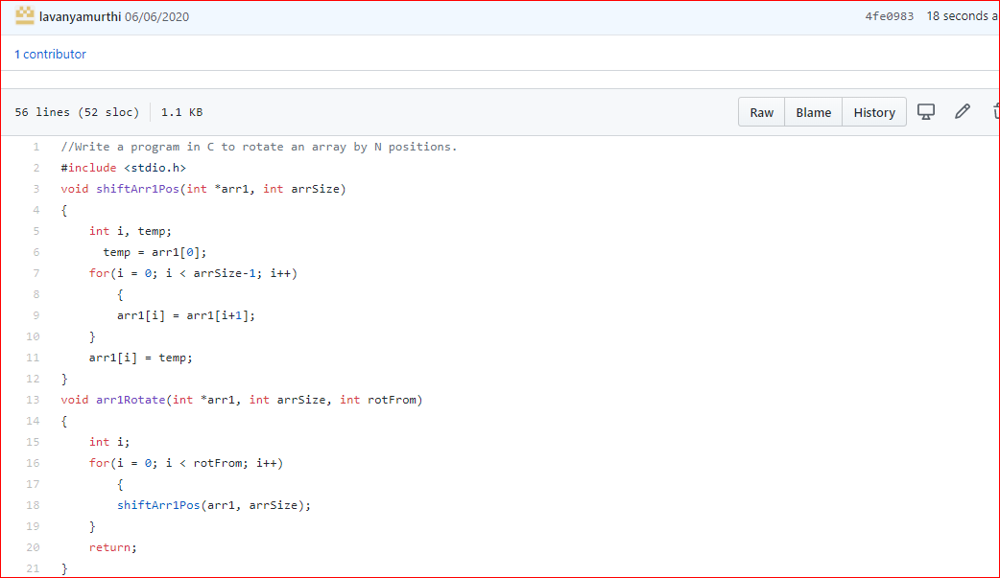 lavanyamurthi 06/06/2020 4fe0983 18 seconds a
1 contributor
56 lines (52 sloc) 1.1 KB Raw Blame History
1 //Write a program in C to rotate an array by N positions.
2 #include <stdio.h>
3 void shiftArr1Pos(int *arr1, int arrSize)
4 {
5     int i, temp;
6       temp = arr1[0];
7     for(i = 0; i < arrSize-1; i++)
8         {
9         arr1[i] = arr1[i+1];
10     }
11     arr1[i] = temp;
12 }
13 void arr1Rotate(int *arr1, int arrSize, int rotFrom)
14 {
15     int i;
16     for(i = 0; i < rotFrom; i++)
17         {
18         shiftArr1Pos(arr1, arrSize);
19     }
20     return;
21 }